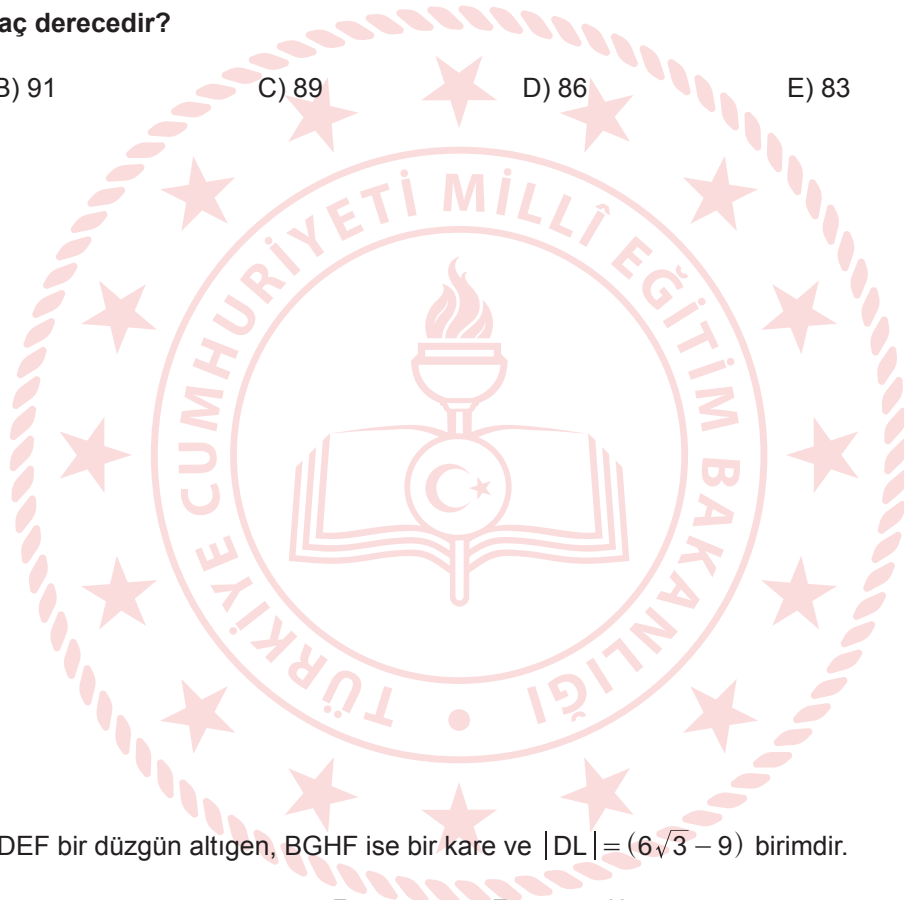 aç derecedir?
B) 91 C) 89 D) 86 E) 83
TÜRKİYE CUMHURİYETİ MİLLÎ EĞİTİM BAKANLIĞI
DEF bir düzgün altıgen, BGHF ise bir kare ve |DL| = (6√3 − 9) birimdir.